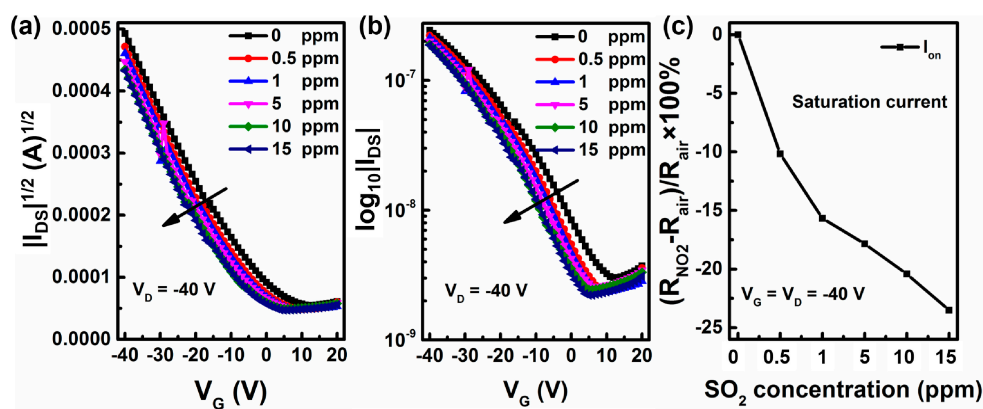 (a)
0.0005
0.0004
0.0003
0.0002
0.0001
0.0000
|I_DS|^1/2 (A)^1/2
0 ppm
0.5 ppm
1 ppm
5 ppm
10 ppm
15 ppm
V_D = -40 V
-40 -30 -20 -10 0 10 20
V_G (V)
(b)
10^-7
10^-8
10^-9
log_10|I_DS|
0 ppm
0.5 ppm
1 ppm
5 ppm
10 ppm
15 ppm
V_D = -40 V
-40 -30 -20 -10 0 10 20
V_G (V)
(c)
0
-5
-10
-15
-20
-25
(R_NO2-R_air)/R_air ×100%
I_on
Saturation current
V_G = V_D = -40 V
0 0.5 1 5 10 15
SO_2 concentration (ppm)